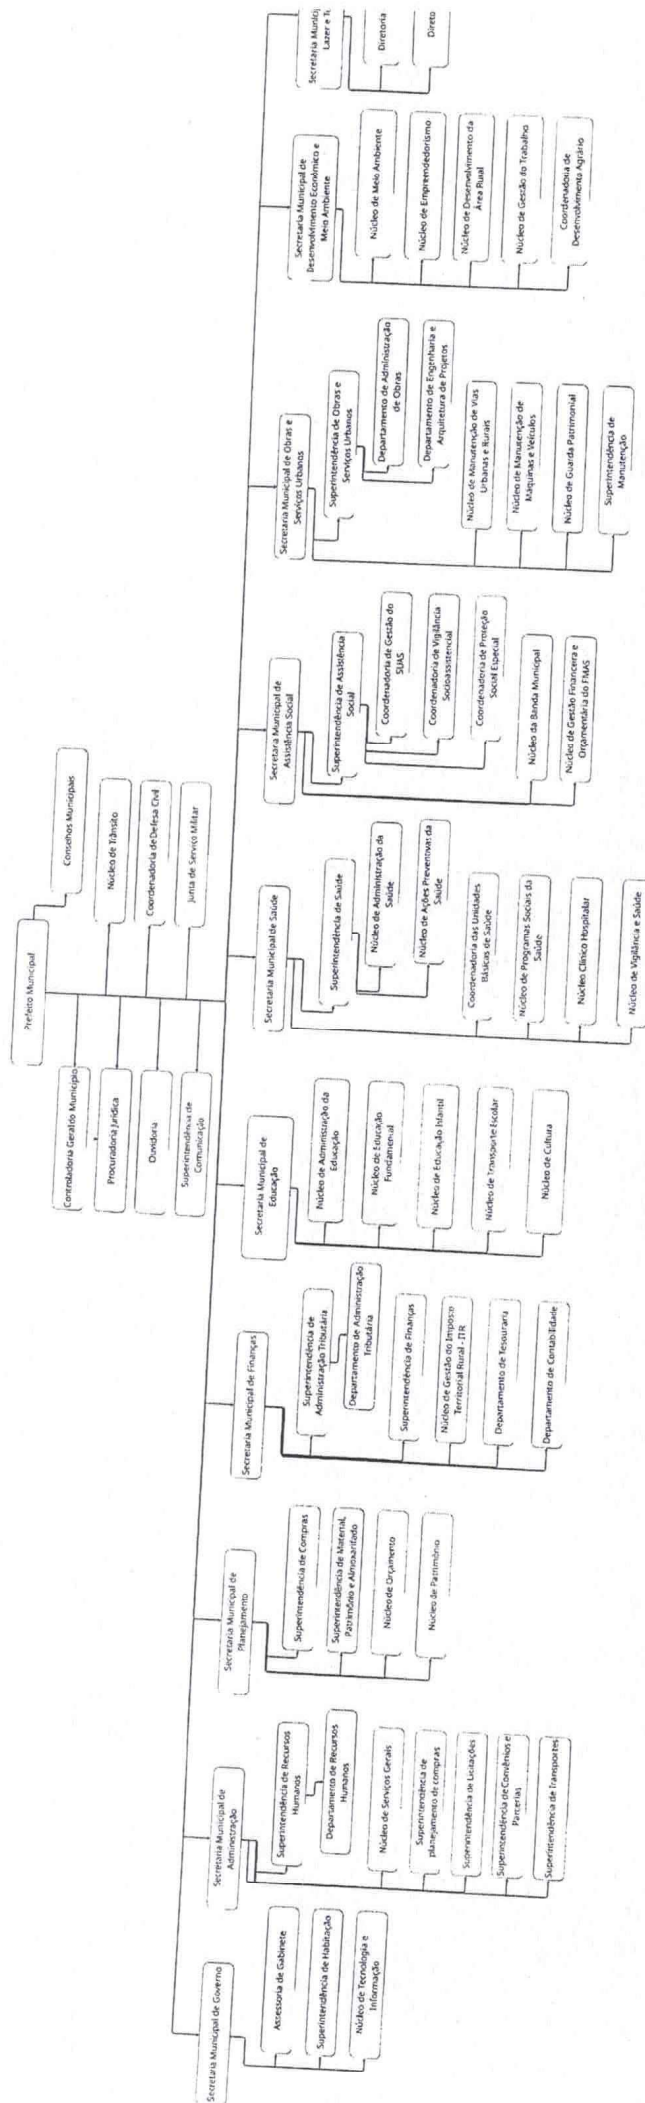 Prefeito Municipal
Conselhos Municipais
Controladoria Geral do Município
Núcleo de Trânsito
Procuradoria Jurídica
Coordenadoria de Defesa Civil
Ouvidoria
Junta de Serviço Militar
Superintendência de
Comunicação
Secretaria Municipal de Governo
Assessoria de Gabinete
Superintendência de Habitação
Núcleo de Tecnologia e
Informação
Secretaria Municipal de
Administração
Superintendência de Recursos
Humanos
Departamento de Recursos
Humanos
Núcleo de Serviços Gerais
Superintendência de
planejamento de compras
Superintendência de Licitações
Superintendência de Convênios e
Parcerias
Superintendência de Transportes
Secretaria Municipal de
Planejamento
Superintendência de Compras
Superintendência de Material,
Patrimônio e Almoxarifado
Núcleo de Orçamento
Núcleo de Patrimônio
Secretaria Municipal de Finanças
Superintendência de
Administração Tributária
Departamento de Administração
Tributária
Superintendência de Finanças
Núcleo de Gestão do Imposto
Territorial Rural - ITR
Departamento de Tesouraria
Departamento de Contabilidade
Secretaria Municipal de
Educação
Núcleo de Administração da
Educação
Núcleo de Educação
Fundamental
Núcleo de Educação Infantil
Núcleo de Transporte Escolar
Núcleo de Cultura
Secretaria Municipal de Saúde
Superintendência de Saúde
Núcleo de Administração da
Saúde
Núcleo de Ações Preventivas da
Saúde
Coordenadoria das Unidades
Básicas de Saúde
Núcleo de Programas Sociais da
Saúde
Núcleo Clínico Hospitalar
Núcleo de Vigilância e Saúde
Secretaria Municipal de
Assistência Social
Superintendência de Assistência
Social
Coordenadoria de Gestão do
SUAS
Coordenadoria de Vigilância
Socioassistencial
Coordenadoria de Proteção
Social Especial
Núcleo da Banda Municipal
Núcleo de Gestão Financeira e
Orçamentária do FMAS
Secretaria Municipal de Obras e
Serviços Urbanos
Superintendência de Obras e
Serviços Urbanos
Departamento de Administração
de Obras
Departamento de Engenharia e
Arquitetura de Projetos
Núcleo de Manutenção de Vias
Urbanas e Rurais
Núcleo de Manutenção de
Máquinas e Veículos
Núcleo de Guarda Patrimonial
Superintendência de
Manutenção
Secretaria Municipal de
Desenvolvimento Econômico e
Meio Ambiente
Núcleo de Meio Ambiente
Núcleo de Empreendedorismo
Núcleo de Desenvolvimento da
Área Rural
Núcleo de Gestão do Trabalho
Coordenadoria de
Desenvolvimento Agrário
Secretaria Munici
Lazer e T
Diretoria
Direto